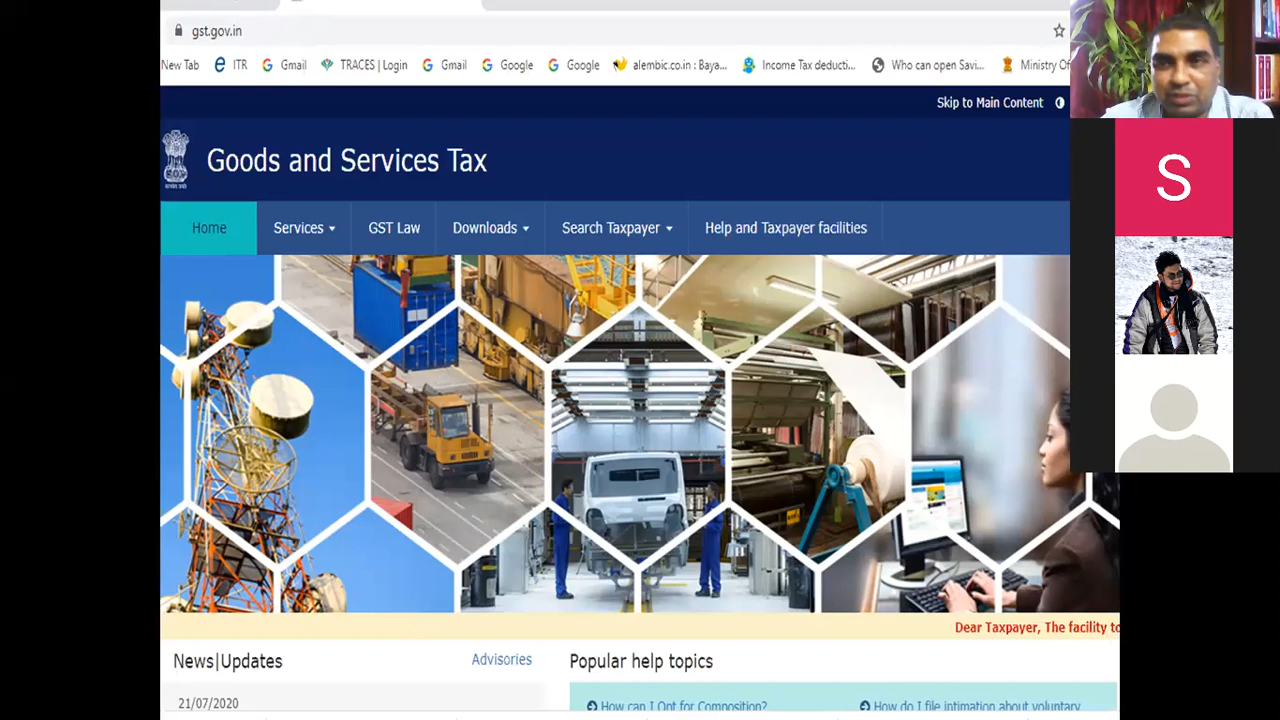 gst.gov.in
New Tab ITR Gmail TRACES | Login Gmail Google Google alembic.co.in : Baya... Income Tax deducti... Who can open Savi... Ministry Of
Skip to Main Content
Goods and Services Tax
Home Services GST Law Downloads Search Taxpayer Help and Taxpayer facilities
S
Dear Taxpayer, The facility to
News|Updates Advisories Popular help topics
21/07/2020
How can I Opt for Composition? How do I file intimation about voluntary